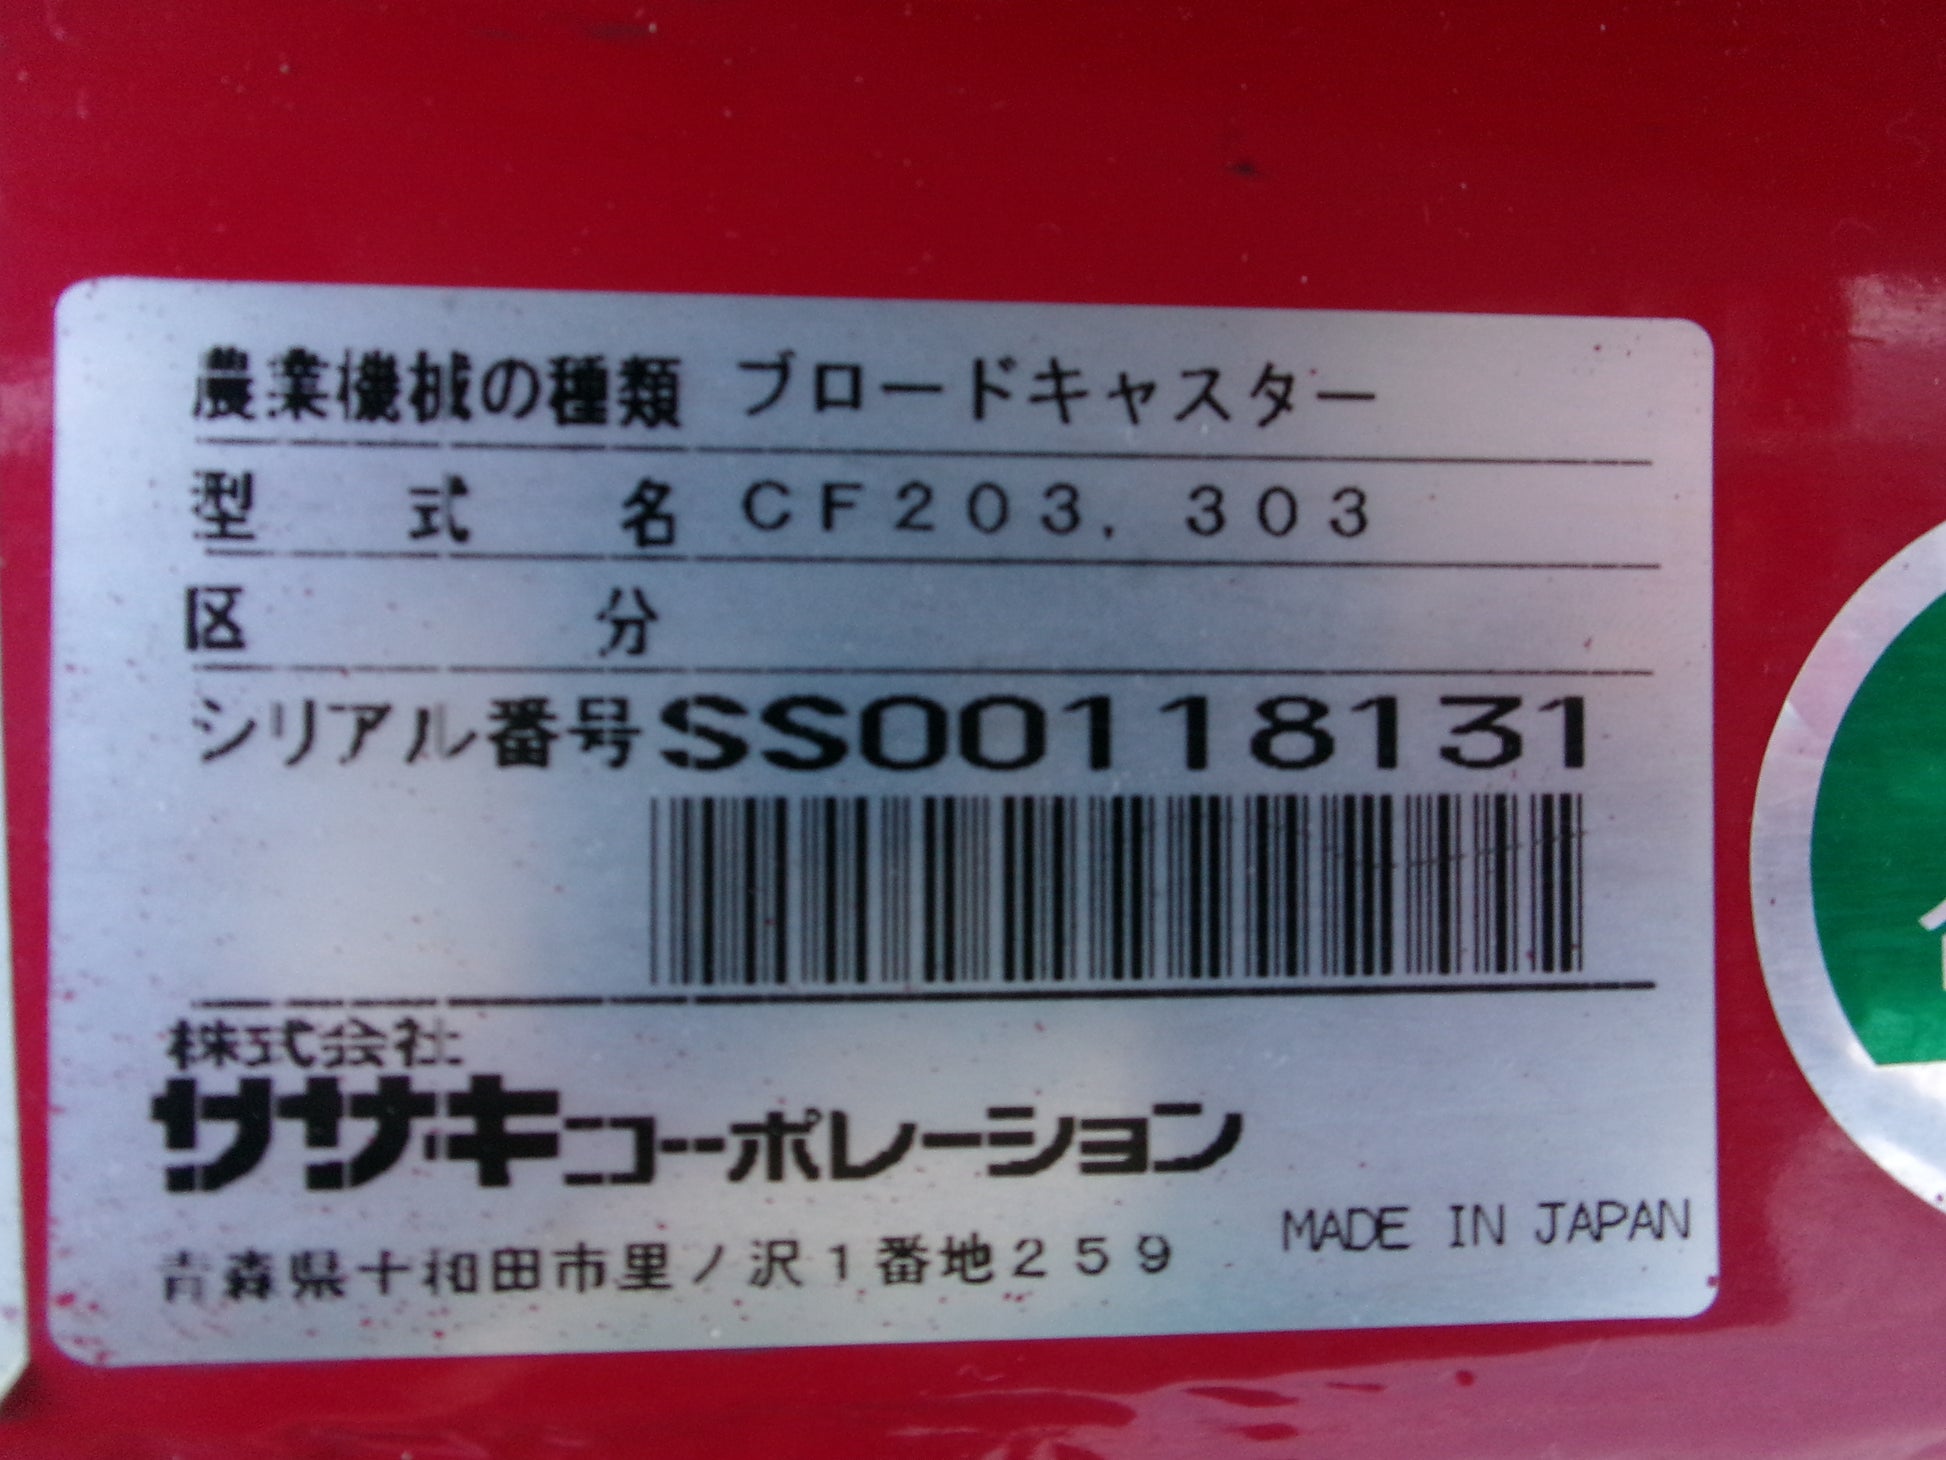 農業機械の種類 ブロードキャスター
型式名 CF203, 303
区分
シリアル番号 SS00118131
株式会社
ササキコーポレーション
青森県十和田市里ノ沢1番地259
MADE IN JAPAN